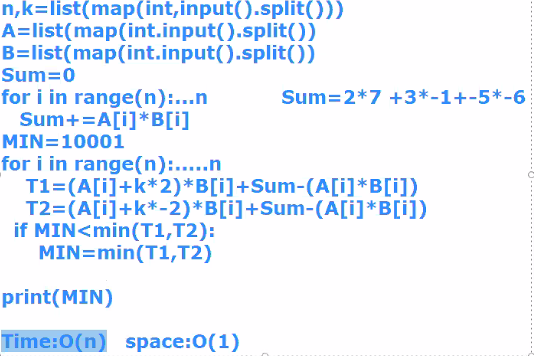 n,k=list(map(int,input().split()))
A=list(map(int.input().split())
B=list(map(int.input().split())
Sum=0
for i in range(n):...n Sum=2*7 +3*-1+-5*-6
Sum+=A[i]*B[i]
MIN=10001
for i in range(n):.....n
T1=(A[i]+k*2)*B[i]+Sum-(A[i]*B[i])
T2=(A[i]+k*-2)*B[i]+Sum-(A[i]*B[i])
if MIN<min(T1,T2):
MIN=min(T1,T2)
print(MIN)
Time:O(n) space:O(1)